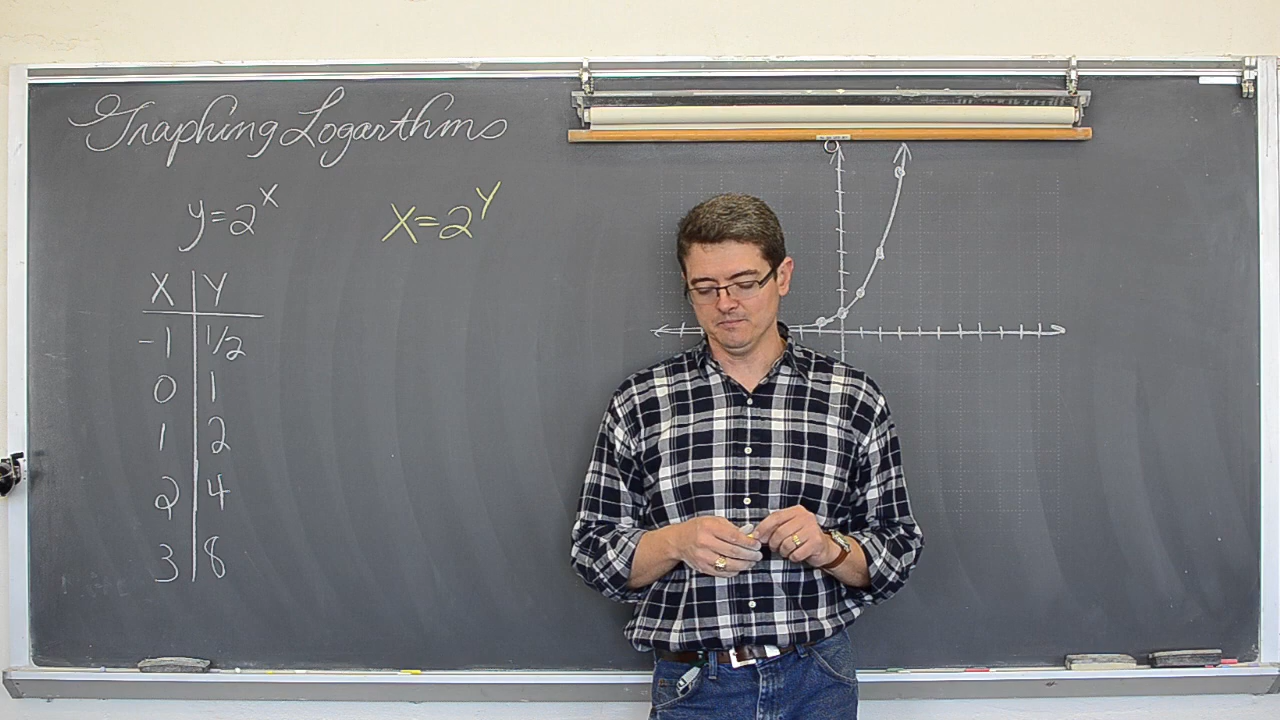 Graphing Logarthms
y=2^x
X=2^Y
X Y
-1 1/2
0 1
1 2
2 4
3 8